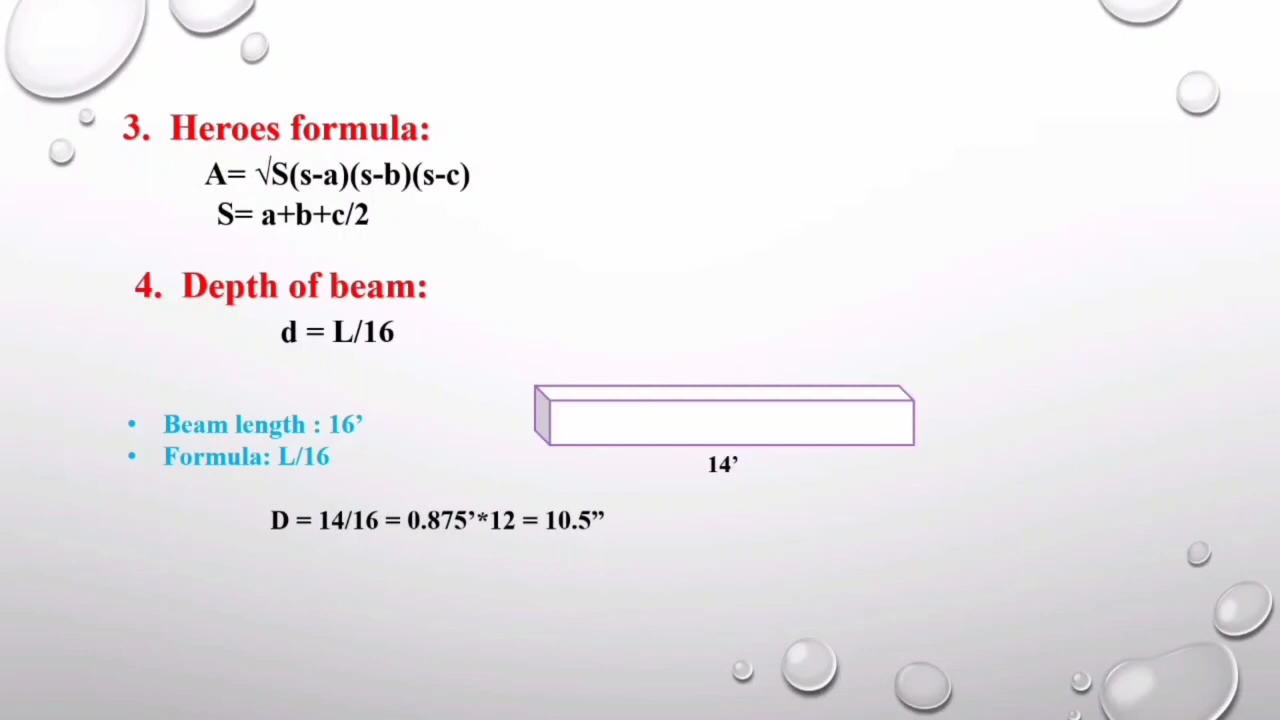 3. Heroes formula:
A= √S(s-a)(s-b)(s-c)
S= a+b+c/2
4. Depth of beam:
d = L/16
• Beam length : 16’
• Formula: L/16
14’
D = 14/16 = 0.875’*12 = 10.5”